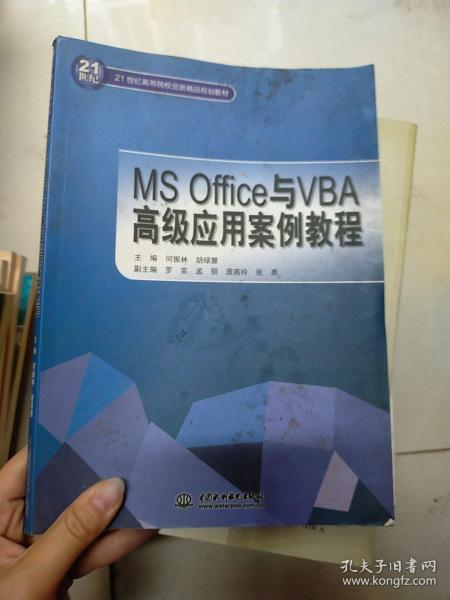 21
世纪
21世纪高等院校创新精品规划教材
MS Office与VBA
高级应用案例教程
主 编 何振林 胡绿慧
副主编 罗 奕 孟 丽 庞燕玲 张 勇
中国水利水电出版社
www.waterpub.com.cn
孔夫子旧书网
www.kongfz.com